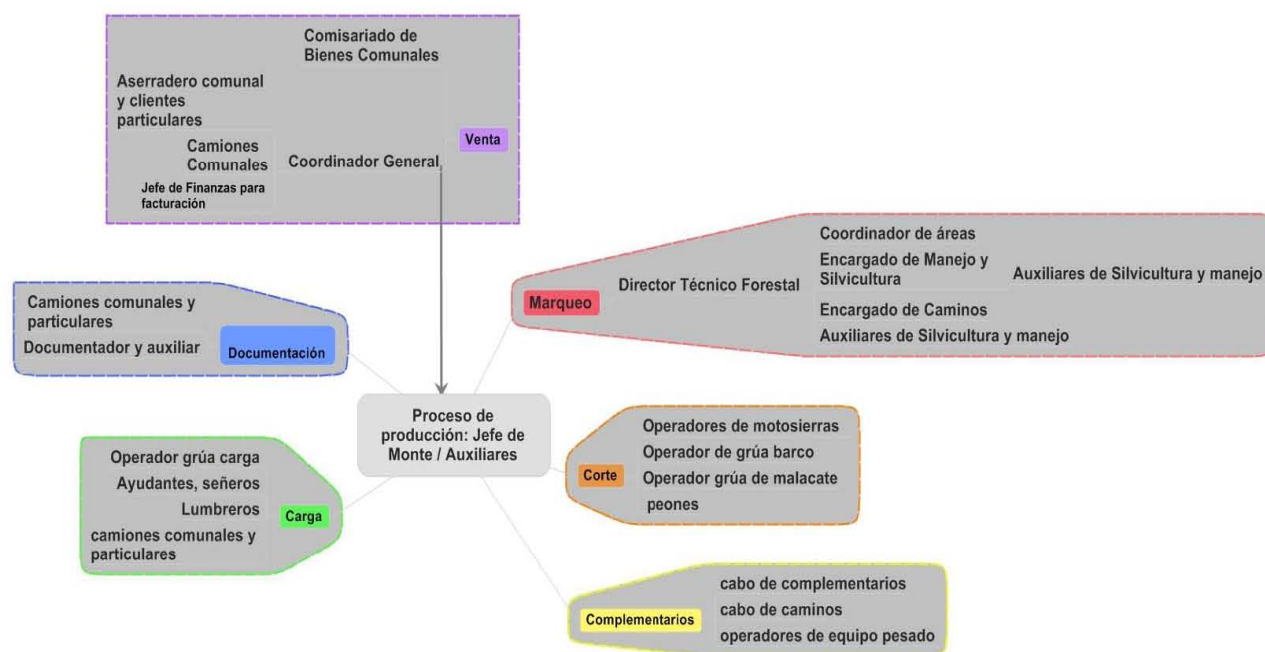 Comisariado de
Bienes Comunales
Aserradero comunal
y clientes
particulares
Camiones
Comunales
Jefe de Finanzas para
facturación
Coordinador General
Venta
Marqueo
Director Técnico Forestal
Coordinador de áreas
Encargado de Manejo y
Silvicultura
Auxiliares de Silvicultura y manejo
Encargado de Caminos
Auxiliares de Silvicultura y manejo
Camiones comunales y
particulares
Documentador y auxiliar
Documentación
Proceso de
producción: Jefe de
Monte / Auxiliares
Operador grúa carga
Ayudantes, señeros
Lumbreros
camiones comunales y
particulares
Carga
Corte
Operadores de motosierras
Operador de grúa barco
Operador grúa de malacate
peones
Complementarios
cabo de complementarios
cabo de caminos
operadores de equipo pesado